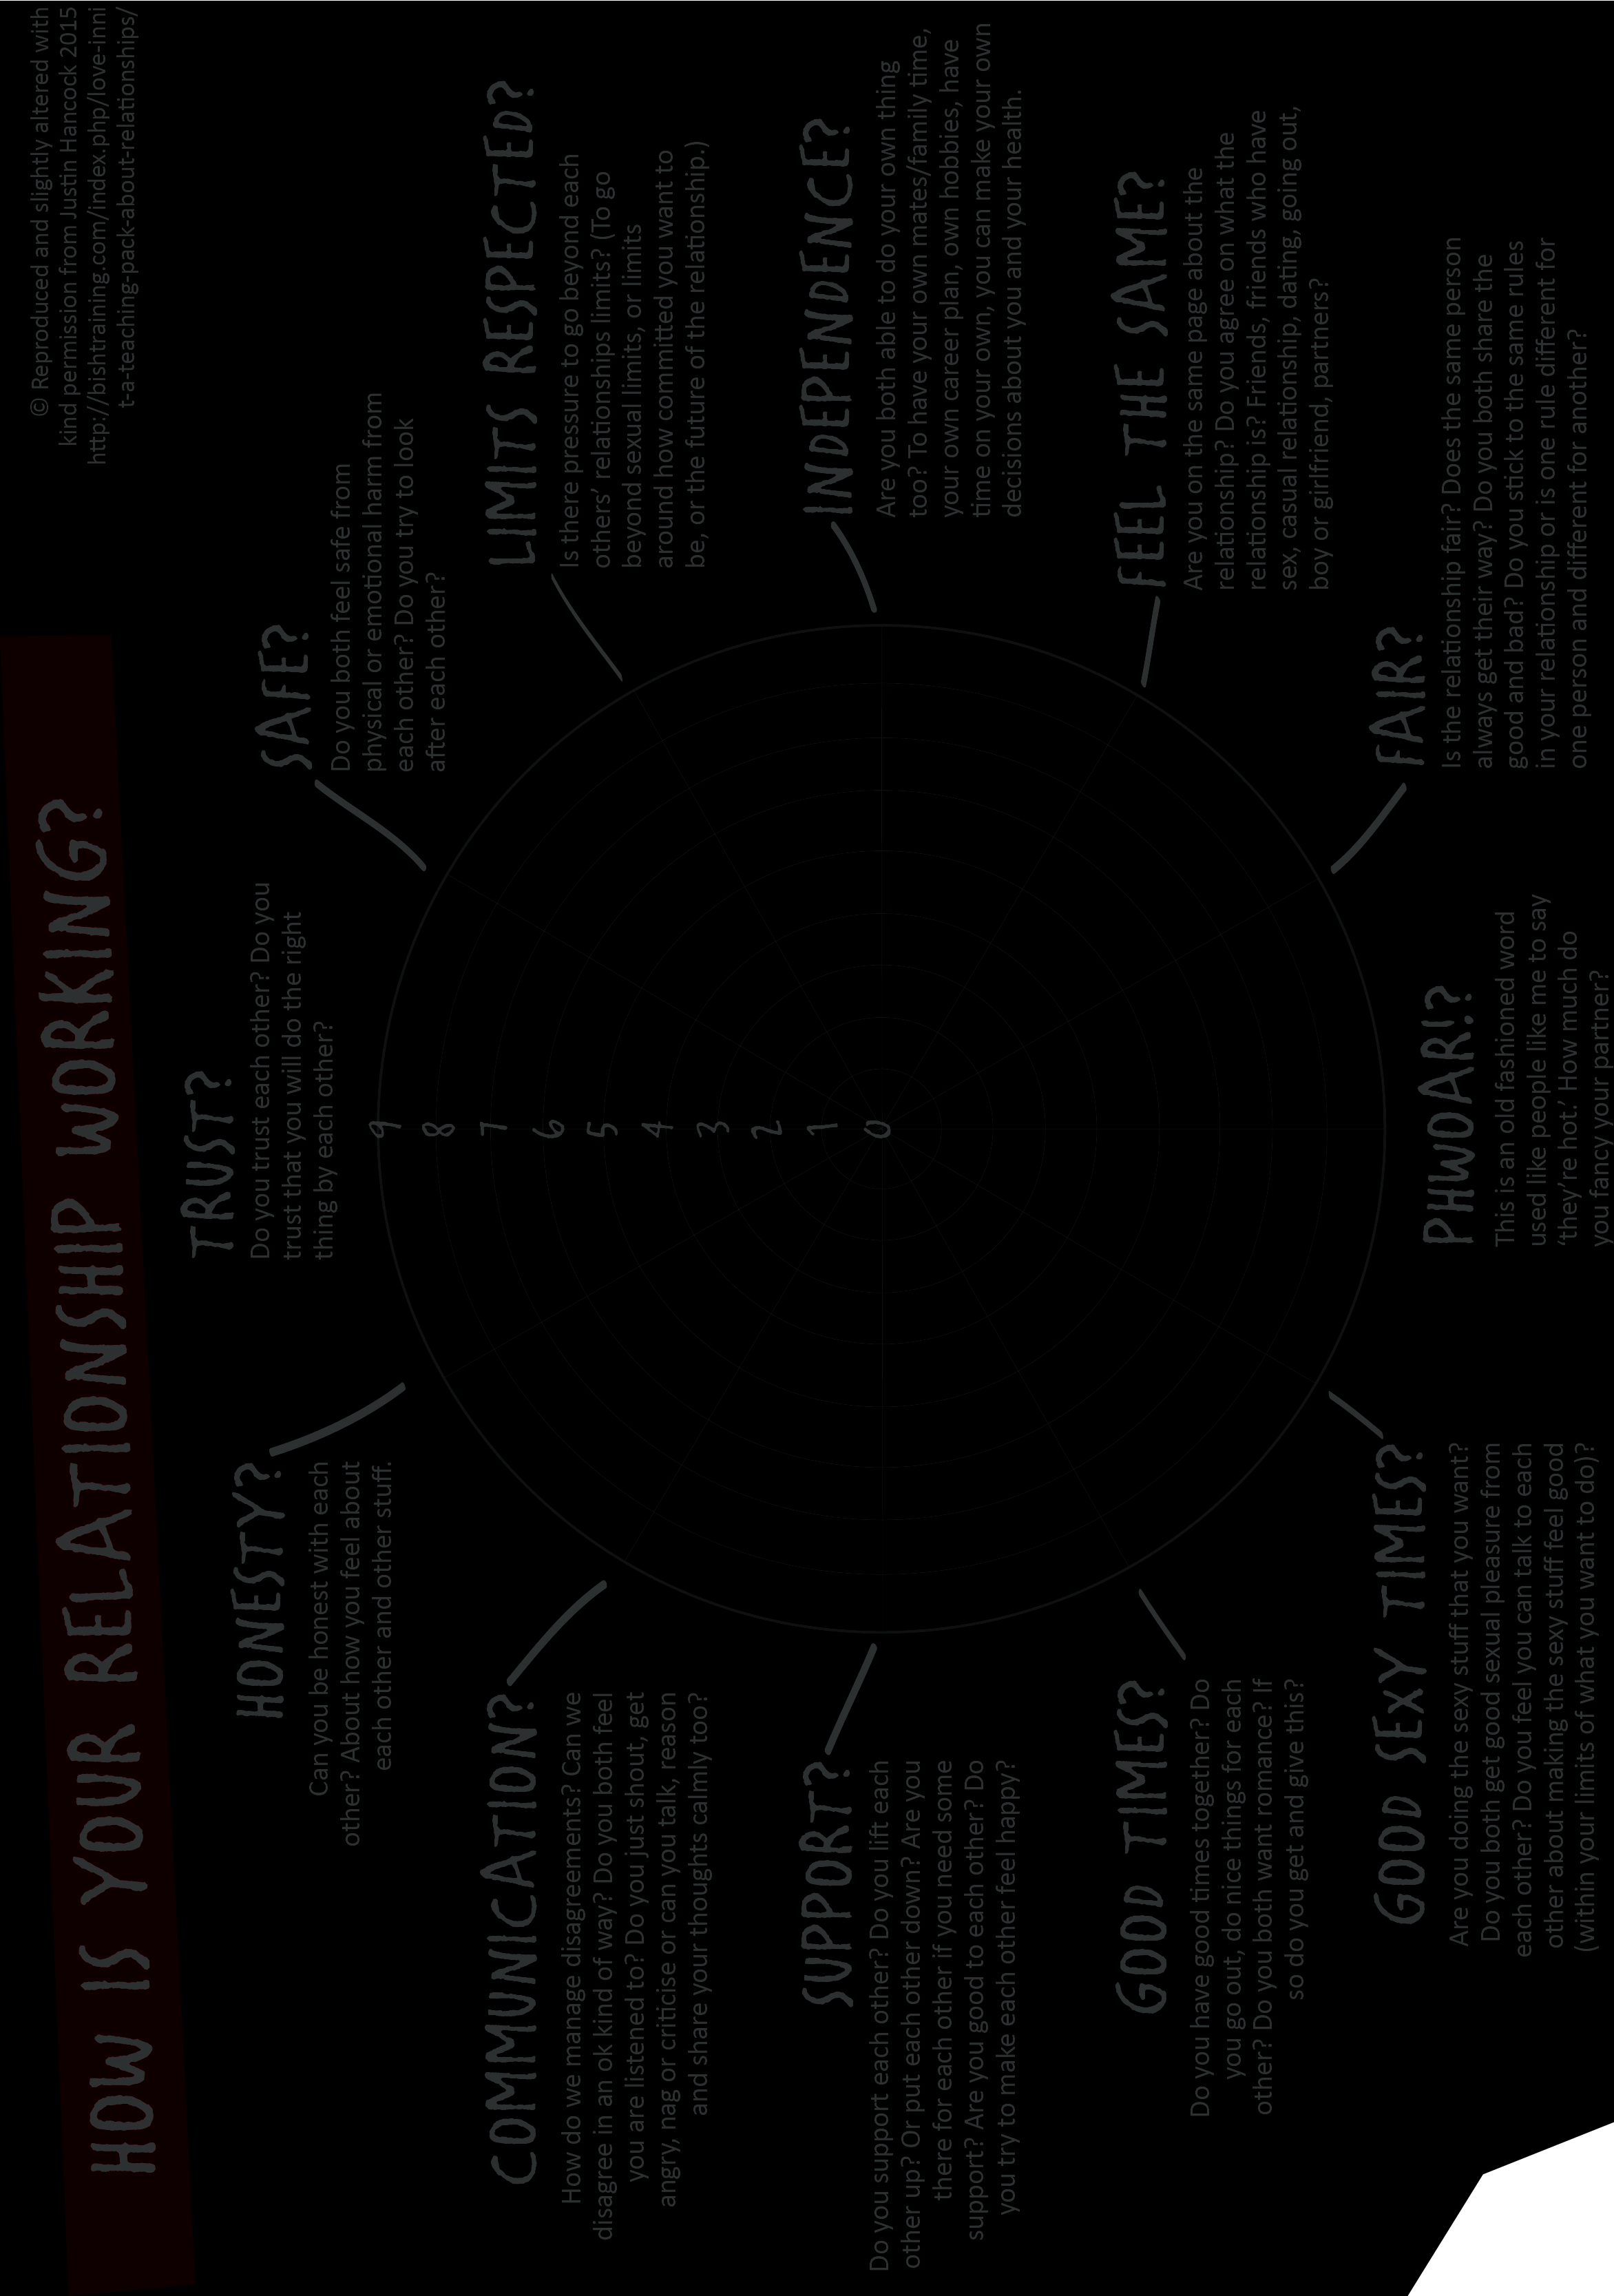 HOW IS YOUR RELATIONSHIP WORKING?
© Reproduced and slightly altered with
kind permission from Justin Hancock 2015
http://bishtraining.com/index.php/love-inni
t-a-teaching-pack-about-relationships/
TRUST?
Do you trust each other? Do you
trust that you will do the right
thing by each other?
SAFE?
Do you both feel safe from
physical or emotional harm from
each other? Do you try to look
after each other?
LIMITS RESPECTED?
Is there pressure to go beyond each
others’ relationships limits? (To go
beyond sexual limits, or limits
around how committed you want to
be, or the future of the relationship.)
INDEPENDENCE?
Are you both able to do your own thing
too? To have your own mates/family time,
your own career plan, own hobbies, have
time on your own, you can make your own
decisions about you and your health.
FEEL THE SAME?
Are you on the same page about the
relationship? Do you agree on what the
relationship is? Friends, friends who have
sex, casual relationship, dating, going out,
boy or girlfriend, partners?
FAIR?
Is the relationship fair? Does the same person
always get their way? Do you both share the
good and bad? Do you stick to the same rules
in your relationship or is one rule different for
one person and different for another?
PHWOAR!?
This is an old fashioned word
used like people like me to say
‘they’re hot.’ How much do
you fancy your partner?
GOOD SEXY TIMES?
Are you doing the sexy stuff that you want?
Do you both get good sexual pleasure from
each other? Do you feel you can talk to each
other about making the sexy stuff feel good
(within your limits of what you want to do)?
GOOD TIMES?
Do you have good times together? Do
you go out, do nice things for each
other? Do you both want romance? If
so do you get and give this?
SUPPORT?
Do you support each other? Do you lift each
other up? Or put each other down? Are you
there for each other if you need some
support? Are you good to each other? Do
you try to make each other feel happy?
COMMUNICATION?
How do we manage disagreements? Can we
disagree in an ok kind of way? Do you both feel
you are listened to? Do you just shout, get
angry, nag or criticise or can you talk, reason
and share your thoughts calmly too?
HONESTY?
Can you be honest with each
other? About how you feel about
each other and other stuff.
9
8
7
6
5
4
3
2
1
0